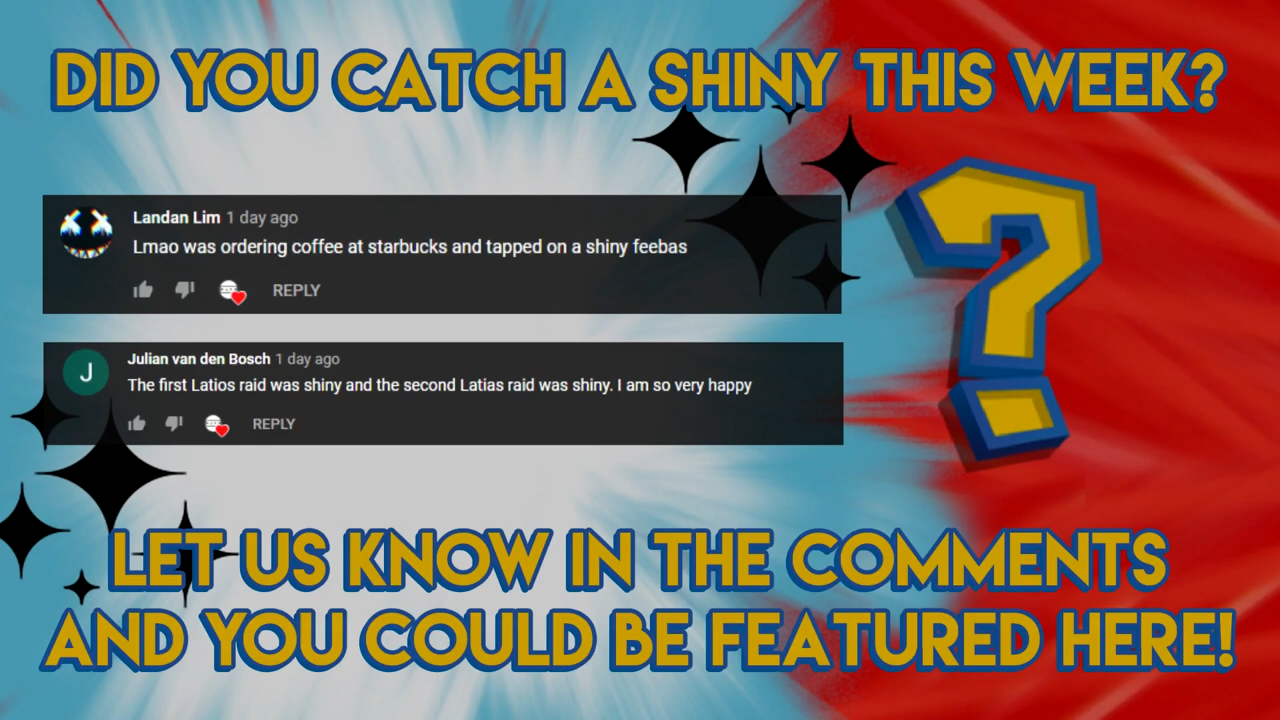 DID YOU CATCH A SHINY THIS WEEK?
Landan Lim 1 day ago
Lmao was ordering coffee at starbucks and tapped on a shiny feebas
REPLY
J
Julian van den Bosch 1 day ago
The first Latios raid was shiny and the second Latias raid was shiny. I am so very happy
REPLY
?
LET US KNOW IN THE COMMENTS
AND YOU COULD BE FEATURED HERE!